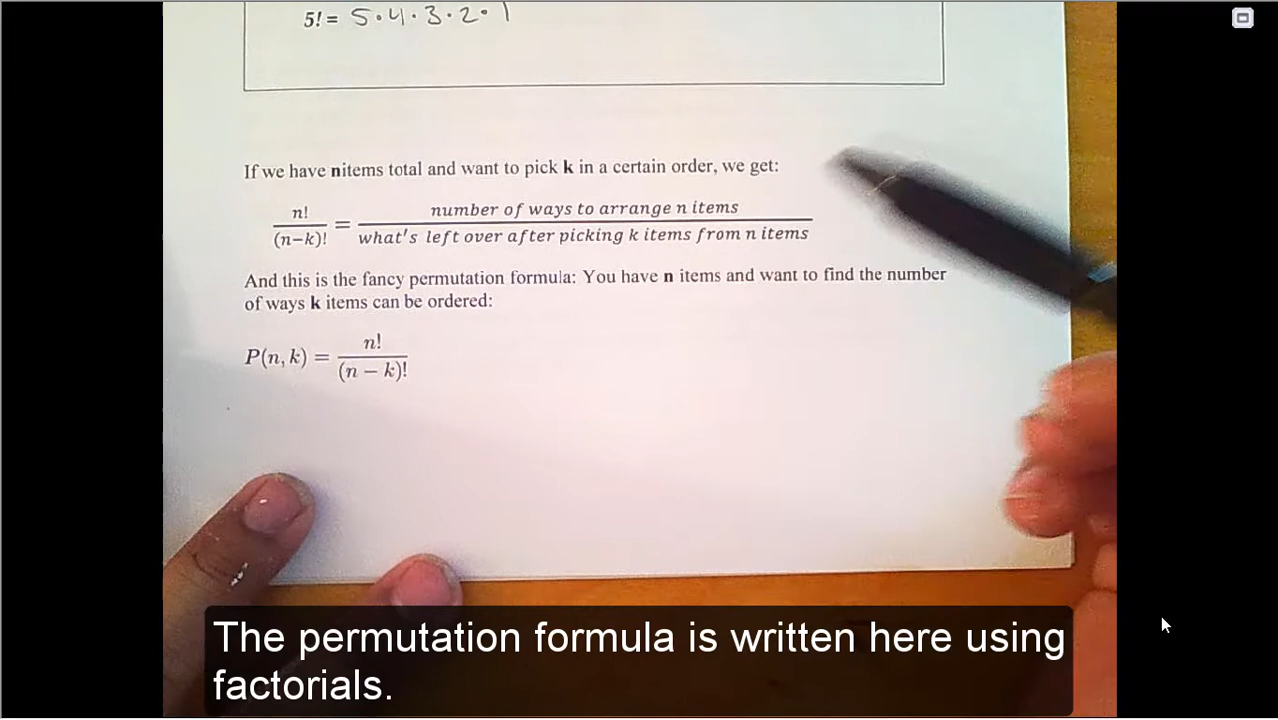 5! = 5·4·3·2·1
If we have nitems total and want to pick k in a certain order, we get:
n!/(n−k)! = number of ways to arrange n items/what's left over after picking k items from n items
And this is the fancy permutation formula: You have n items and want to find the number
of ways k items can be ordered:
P(n, k) = n!/(n − k)!
The permutation formula is written here using
factorials.